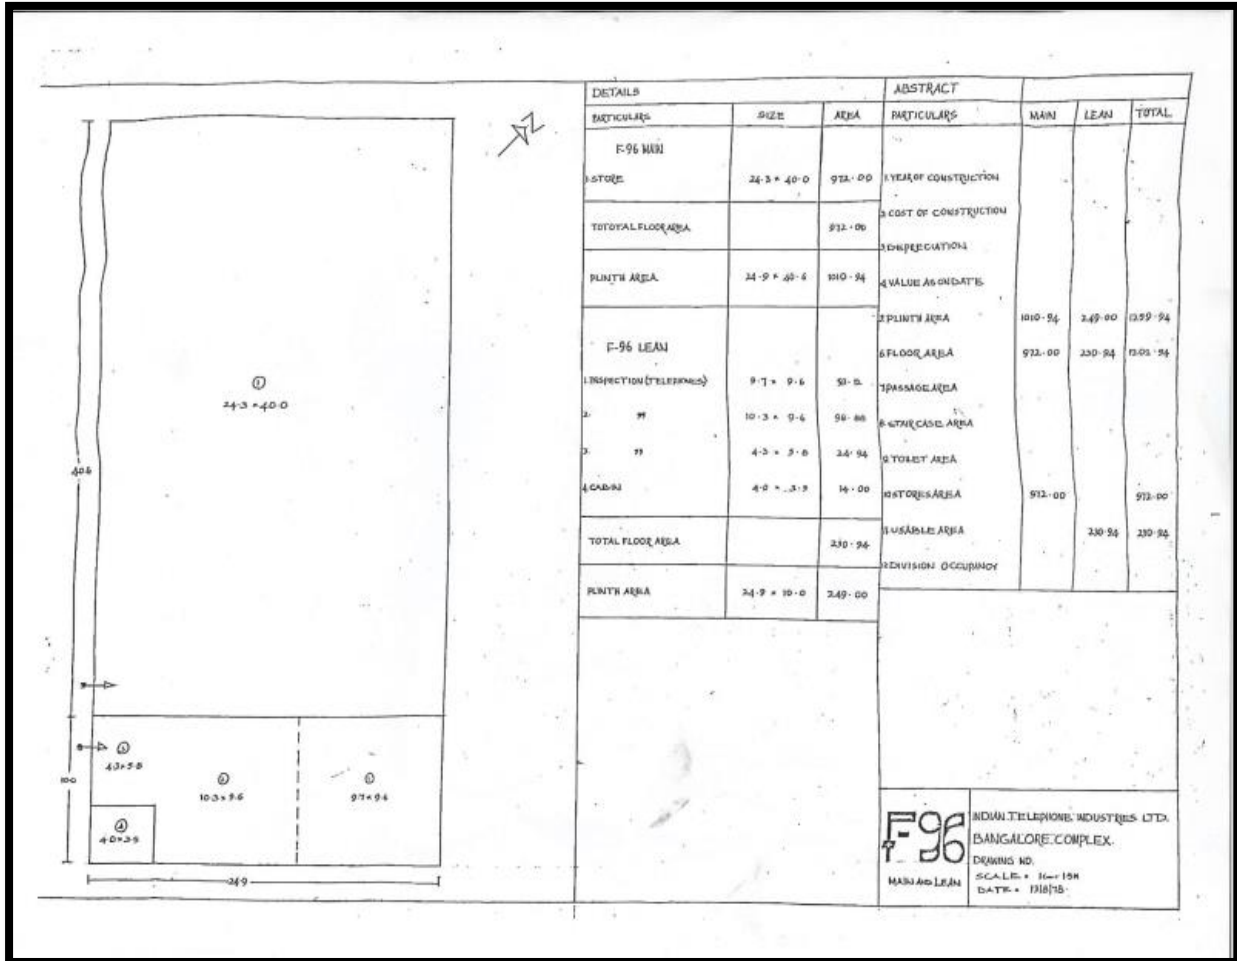 40.6
10.0
24.9
①
24.3 × 40.0
③
4.3×5.8
②
10.3×9.6
①
9.7×9.6
④
4.0×3.5
N
DETAILS
PARTICULARS SIZE AREA
F-96 MAIN
1.STORE 24.3 × 40.0 972.00
TOTOTAL FLOOR AREA 972.00
PLINTH AREA 24.9 × 40.6 1010.94
F-96 LEAN
1.INSPECTION (TELEPHONES) 9.7 × 9.6
2. " 10.3 × 9.6
3. " 4.3 × 5.8 24.94
4.CABIN 4.0 × 3.5 14.00
TOTAL FLOOR AREA 230.94
PLINTH AREA 24.9 × 10.0 249.00
ABSTRACT
PARTICULARS MAIN LEAN TOTAL
1.YEAR OF CONSTRUCTION
2 COST OF CONSTRUCTION
3 DEPRECIATION
4 VALUE AS ON DATE
PLINTH AREA 1010.94 249.00 1259.94
6 FLOOR AREA 972.00 230.94 1202.94
7 PASSAGE AREA
8 STAIR CASE AREA
9 TOILET AREA
10 STORIES AREA 972.00 972.00
11 USABLE AREA 230.94 230.94
12 DIVISION OCCUPANCY
F-96
MAIN AND LEAN
INDIAN TELEPHONE INDUSTRIES LTD.
BANGALORE COMPLEX.
DRAWING NO.
SCALE
DATE